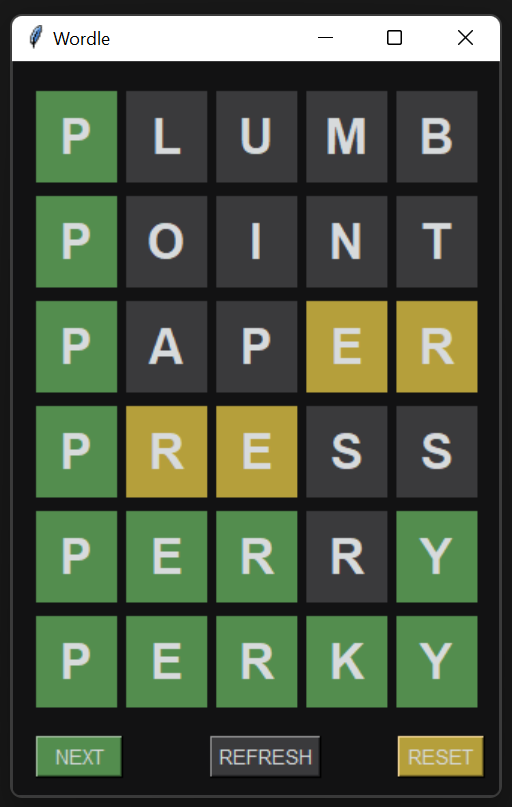 Wordle
P L U M B
P O I N T
P A P E R
P R E S S
P E R R Y
P E R K Y
NEXT REFRESH RESET